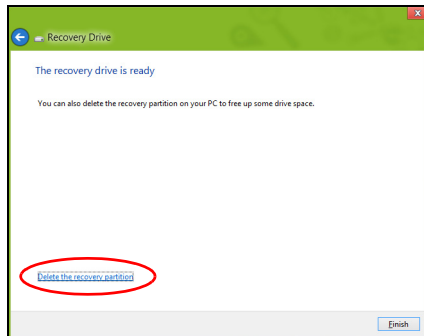 Recovery Drive
The recovery drive is ready
You can also delete the recovery partition on your PC to free up some drive space.
Delete the recovery partition
Finish